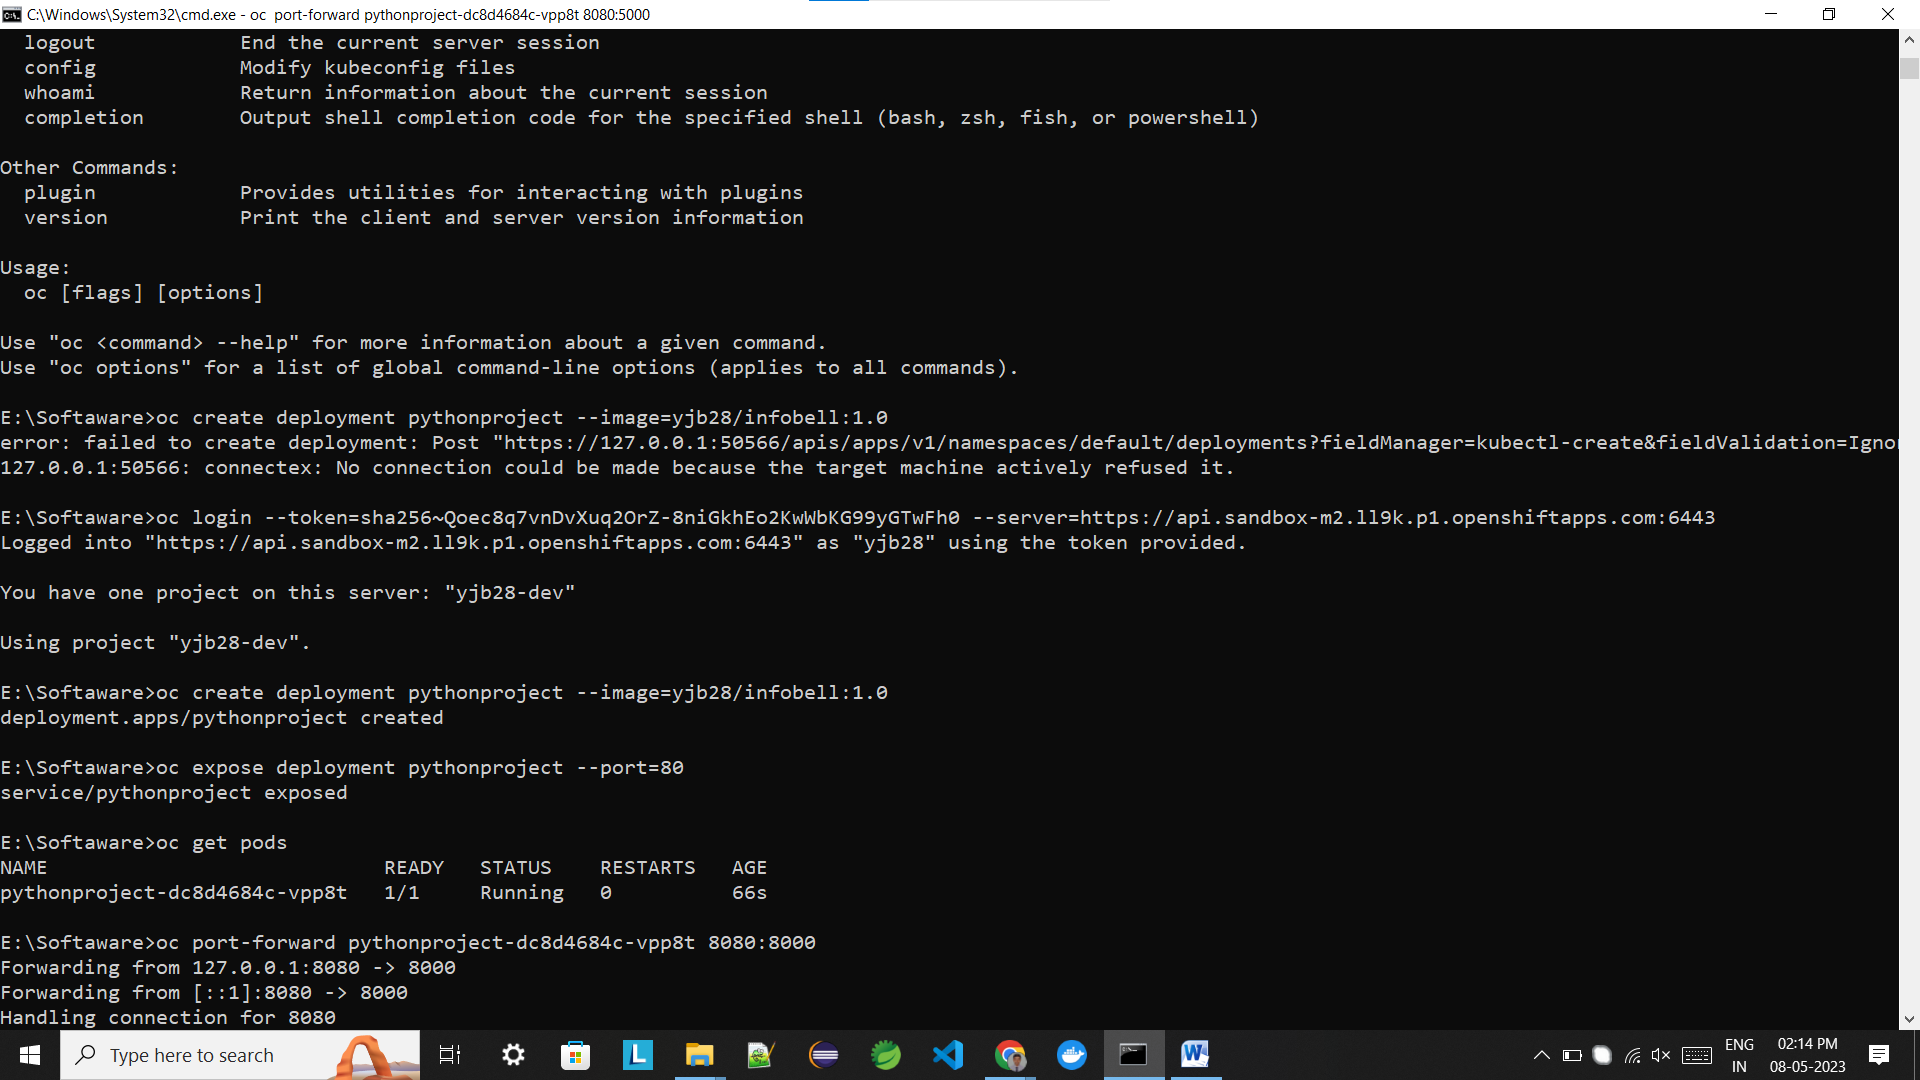 C:\Windows\System32\cmd.exe - oc  port-forward pythonproject-dc8d4684c-vpp8t 8080:5000
logout            End the current server session
config            Modify kubeconfig files
whoami            Return information about the current session
completion        Output shell completion code for the specified shell (bash, zsh, fish, or powershell)
Other Commands:
plugin            Provides utilities for interacting with plugins
version           Print the client and server version information
Usage:
oc [flags] [options]
Use "oc <command> --help" for more information about a given command.
Use "oc options" for a list of global command-line options (applies to all commands).
E:\Softaware>oc create deployment pythonproject --image=yjb28/infobell:1.0
error: failed to create deployment: Post "https://127.0.0.1:50566/apis/apps/v1/namespaces/default/deployments?fieldManager=kubectl-create&fieldValidation=Igno
127.0.0.1:50566: connectex: No connection could be made because the target machine actively refused it.
E:\Softaware>oc login --token=sha256~Qoec8q7vnDvXuq2OrZ-8niGkhEo2KwWbKG99yGTwFh0 --server=https://api.sandbox-m2.ll9k.p1.openshiftapps.com:6443
Logged into "https://api.sandbox-m2.ll9k.p1.openshiftapps.com:6443" as "yjb28" using the token provided.
You have one project on this server: "yjb28-dev"
Using project "yjb28-dev".
E:\Softaware>oc create deployment pythonproject --image=yjb28/infobell:1.0
deployment.apps/pythonproject created
E:\Softaware>oc expose deployment pythonproject --port=80
service/pythonproject exposed
E:\Softaware>oc get pods
NAME                            READY   STATUS    RESTARTS   AGE
pythonproject-dc8d4684c-vpp8t   1/1     Running   0          66s
E:\Softaware>oc port-forward pythonproject-dc8d4684c-vpp8t 8080:8000
Forwarding from 127.0.0.1:8080 -> 8000
Forwarding from [::1]:8080 -> 8000
Handling connection for 8080
Type here to search
ENG
IN
02:14 PM
08-05-2023